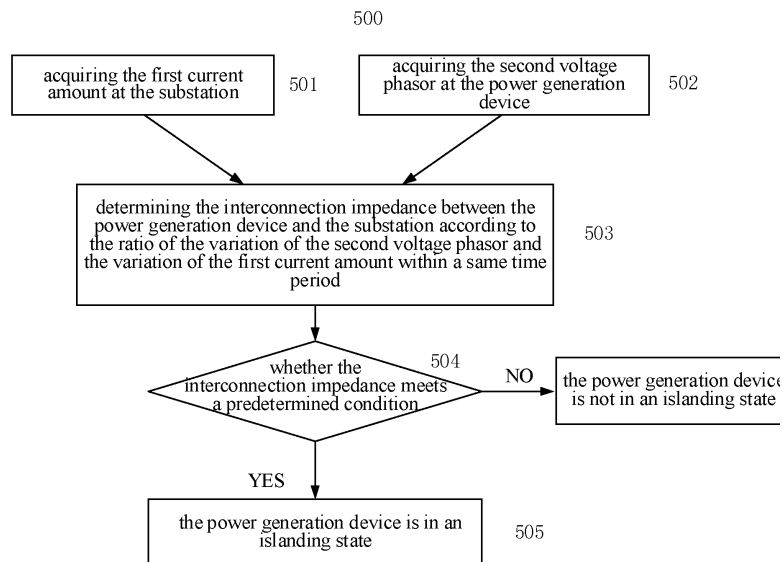 500
acquiring the first current
amount at the substation
501
acquiring the second voltage
phasor at the power generation
device
502
determining the interconnection impedance between the
power generation device and the substation according to
the ratio of the variation of the second voltage phasor and
the variation of the first current amount within a same time
period
503
whether the
interconnection impedance meets
a predetermined condition
504
NO
the power generation device
is not in an islanding state
YES
the power generation device is in an
islanding state
505